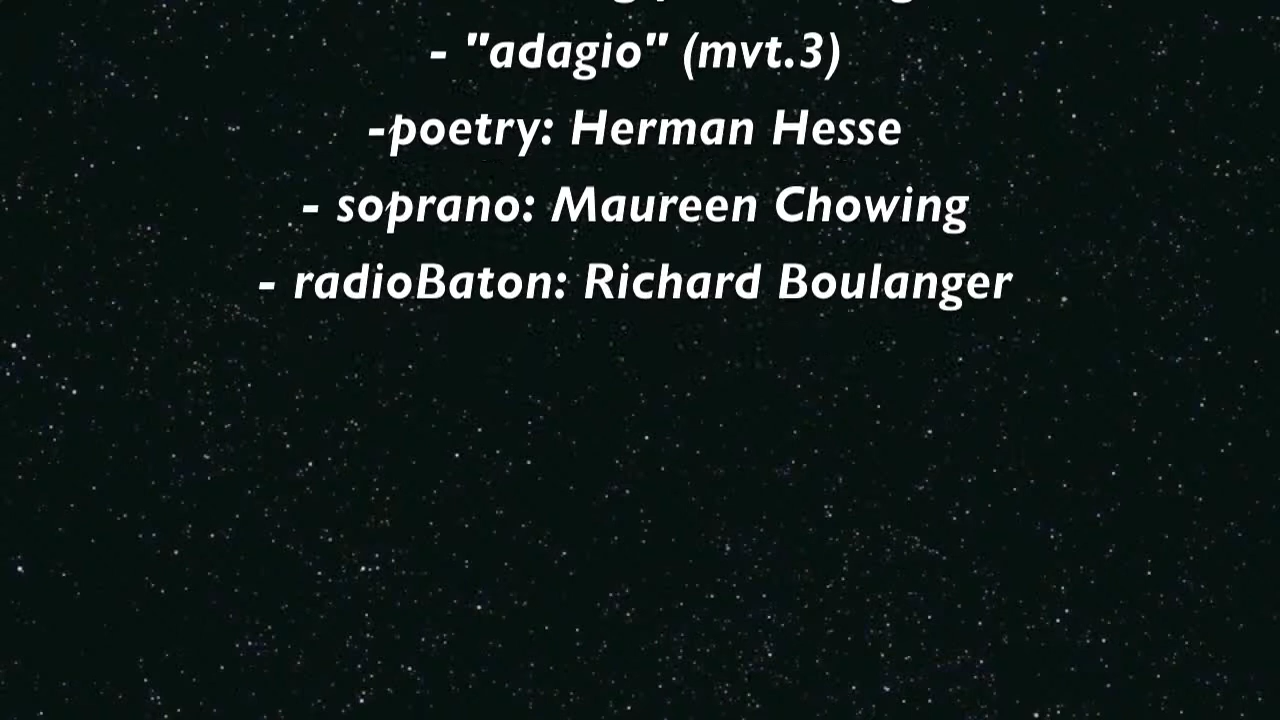 - "adagio" (mvt.3)
-poetry: Herman Hesse
- soprano: Maureen Chowing
- radioBaton: Richard Boulanger